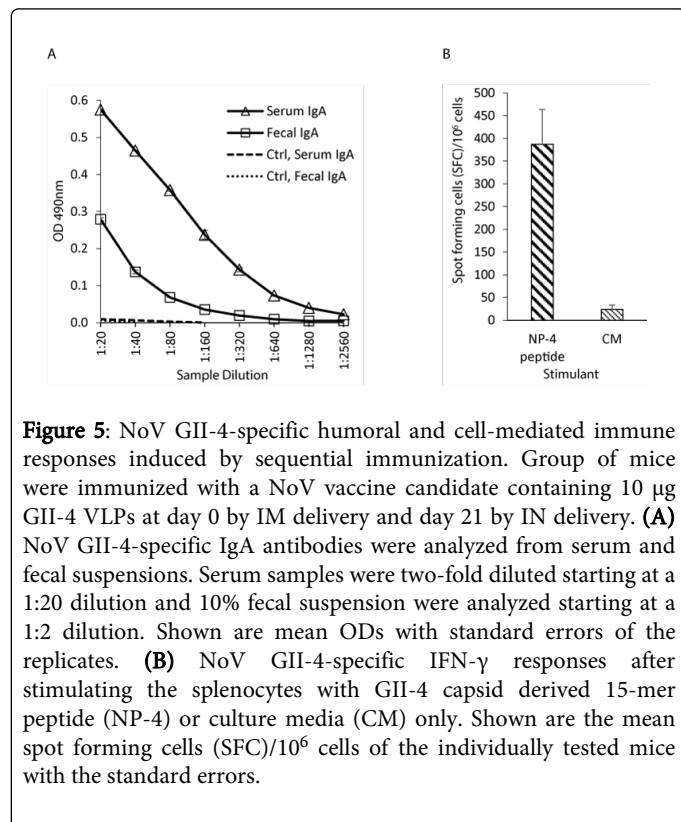 A
B
0.6
0.5
0.4
0.3
0.2
0.1
0.0
OD 490nm
Serum IgA
Fecal IgA
Ctrl, Serum IgA
Ctrl, Fecal IgA
1:20
1:40
1:80
1:160
1:320
1:640
1:1280
1:2560
Sample Dilution
500
450
400
350
300
250
200
150
100
50
0
Spot forming cells (SFC)/10⁶ cells
NP-4
peptide
CM
Stimulant
Figure 5: NoV GII-4-specific humoral and cell-mediated immune
responses induced by sequential immunization. Group of mice
were immunized with a NoV vaccine candidate containing 10 µg
GII-4 VLPs at day 0 by IM delivery and day 21 by IN delivery. (A)
NoV GII-4-specific IgA antibodies were analyzed from serum and
fecal suspensions. Serum samples were two-fold diluted starting at a
1:20 dilution and 10% fecal suspension were analyzed starting at a
1:2 dilution. Shown are mean ODs with standard errors of the
replicates. (B) NoV GII-4-specific IFN-γ responses after
stimulating the splenocytes with GII-4 capsid derived 15-mer
peptide (NP-4) or culture media (CM) only. Shown are the mean
spot forming cells (SFC)/10⁶ cells of the individually tested mice
with the standard errors.